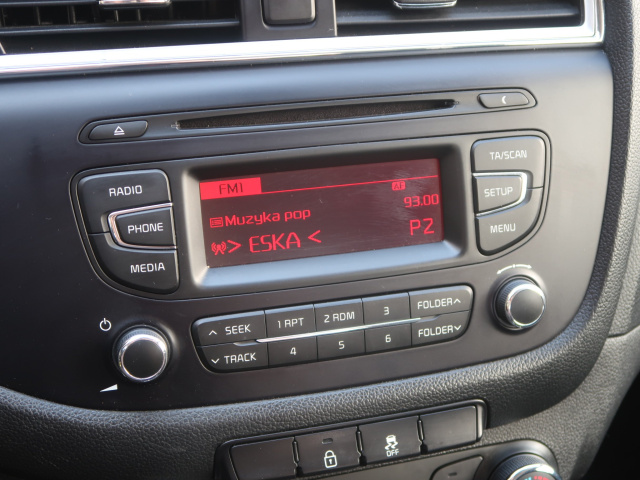 TA/SCAN
RADIO
FM1
AF
SETUP
Muzyka pop
93.00
PHONE
> ESKA <
P2
MENU
MEDIA
SEEK
1 RPT
2 RDM
3
FOLDER
TRACK
4
5
6
FOLDER
OFF